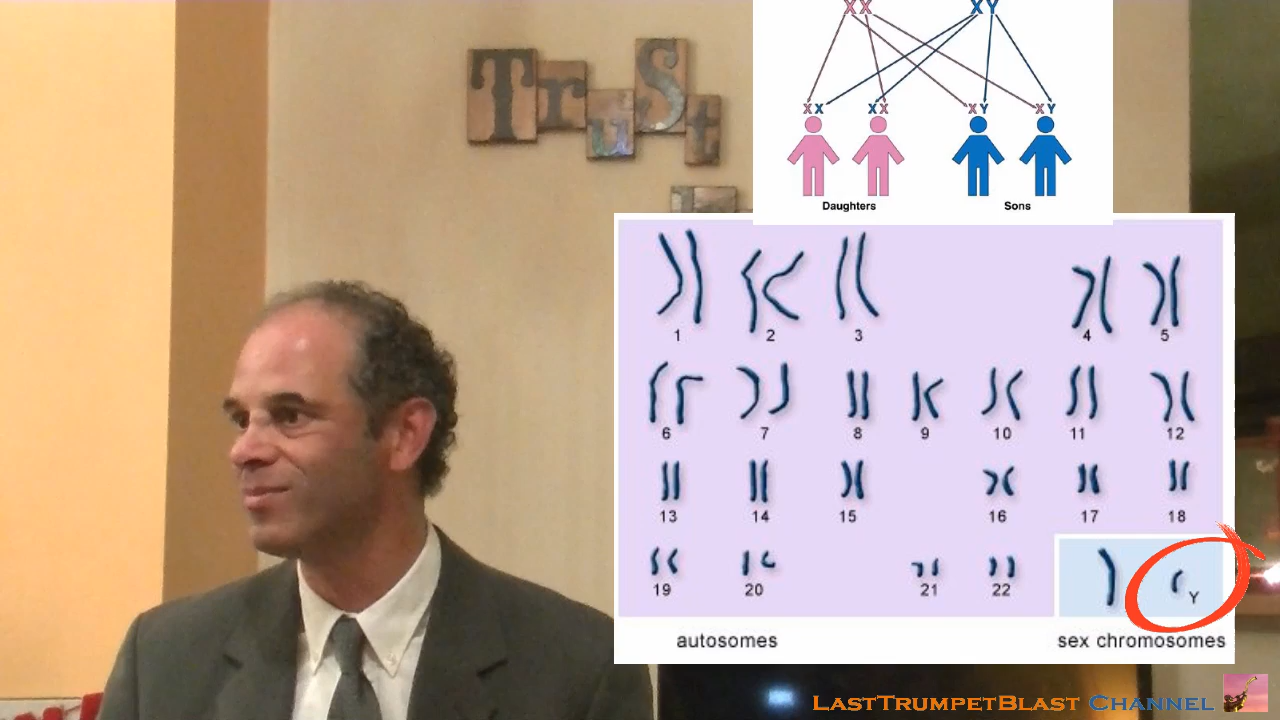 TruSt
XX XY
XX XX XY XY
Daughters Sons
1 2 3 4 5
6 7 8 9 10 11 12
13 14 15 16 17 18
19 20 21 22 Y
autosomes sex chromosomes
LASTTRUMPETBLAST CHANNEL